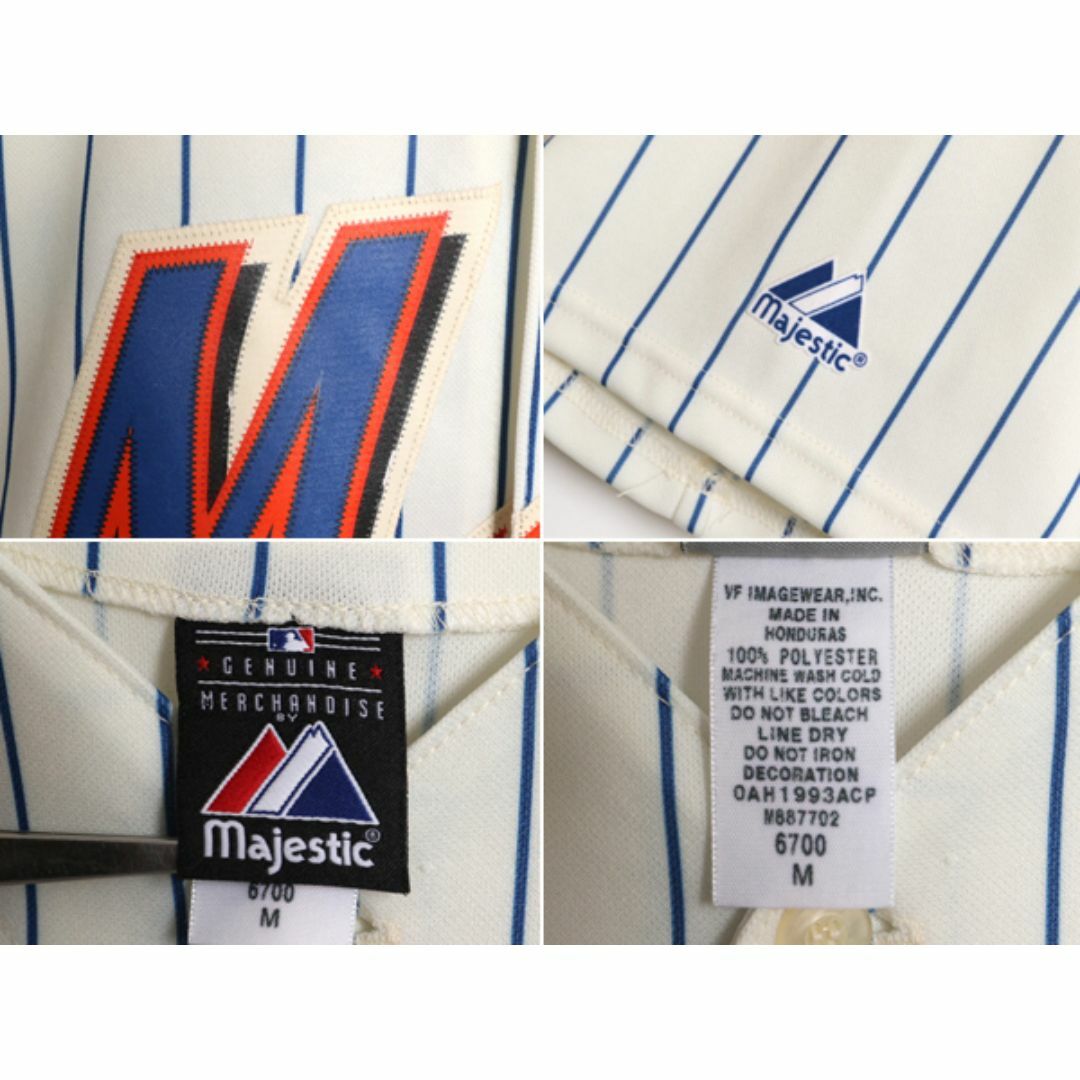 M
Majestic®
GENUINE
MERCHANDISE
BY
Majestic®
6700
M
VF IMAGEWEAR,INC.
MADE IN
HONDURAS
100% POLYESTER
MACHINE WASH COLD
WITH LIKE COLORS
DO NOT BLEACH
LINE DRY
DO NOT IRON
DECORATION
OAH1993ACP
M887702
6700
M